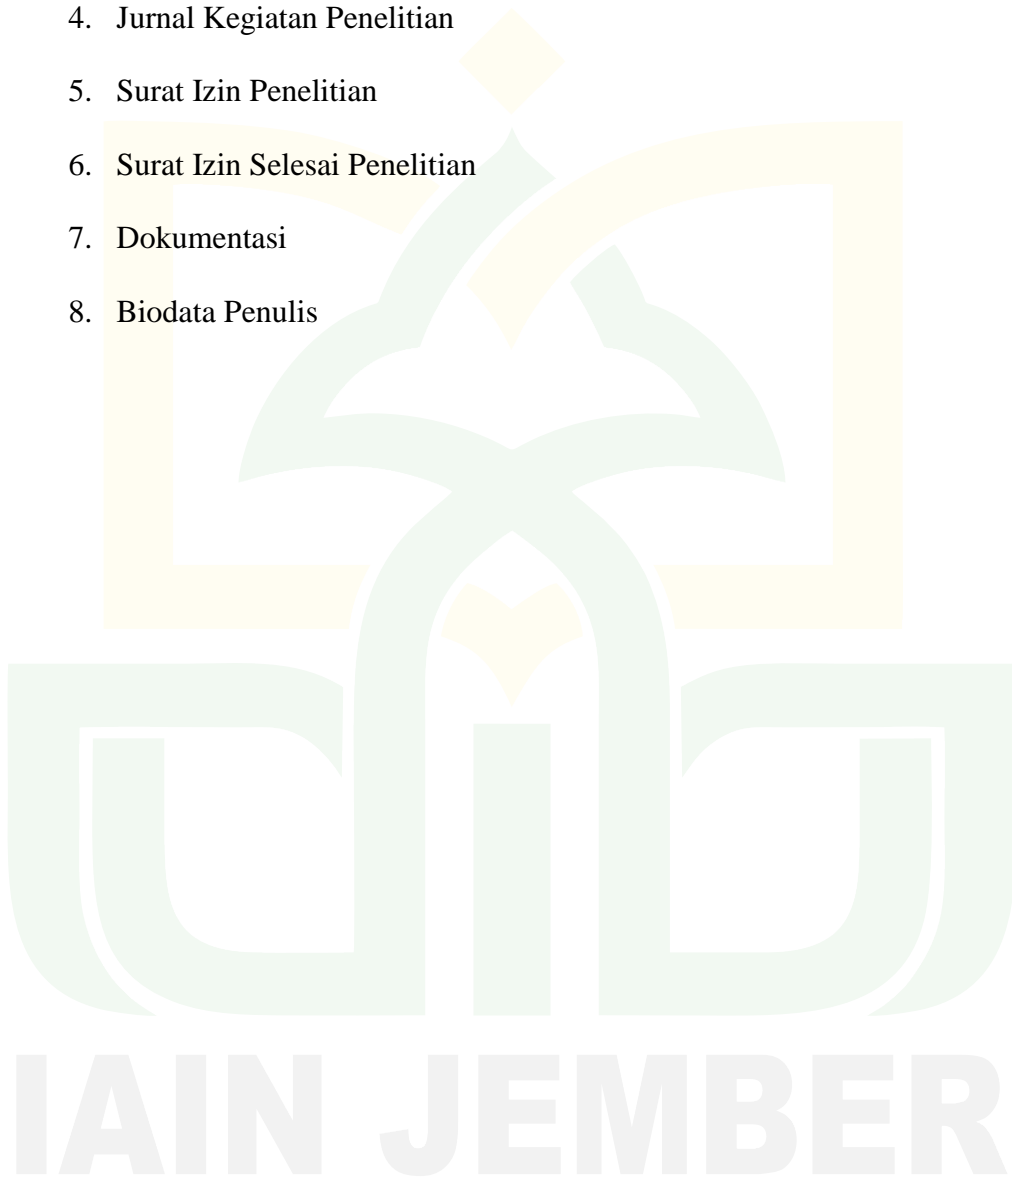 4. Jurnal Kegiatan Penelitian
5. Surat Izin Penelitian
6. Surat Izin Selesai Penelitian
7. Dokumentasi
8. Biodata Penulis
IAIN JEMBER